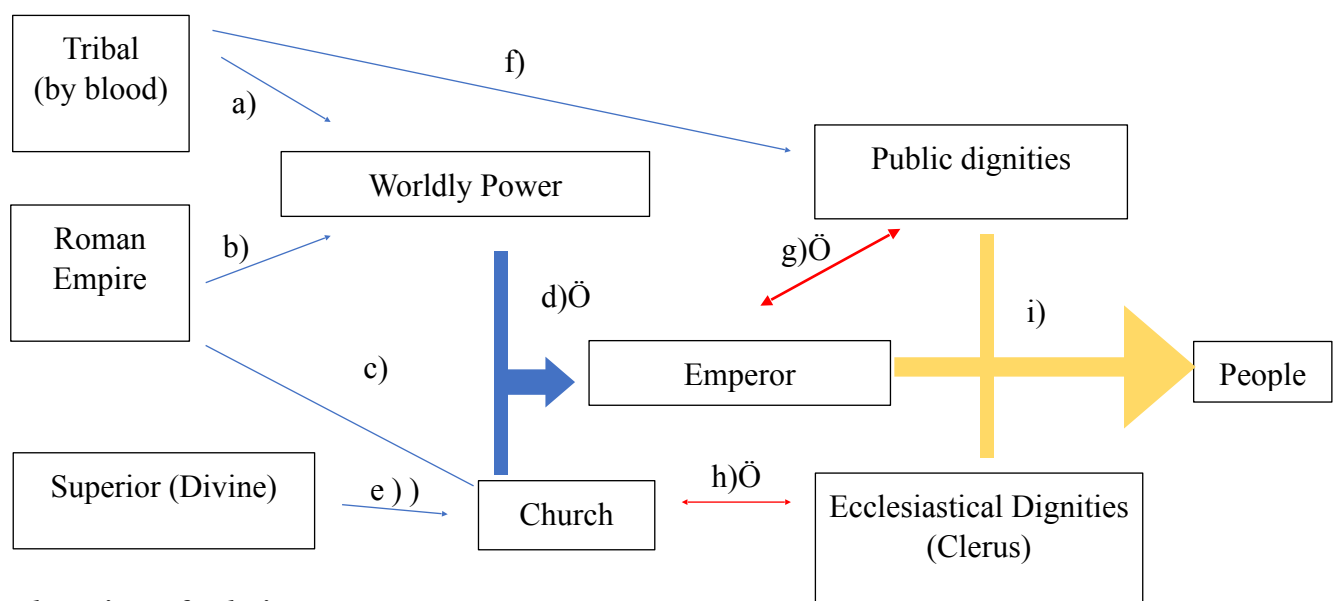 Tribal
(by blood)
f)
a)
Public dignities
Worldly Power
Roman
Empire
b)
g)Ö
d)Ö
i)
c)
Emperor
People
Superior (Divine)
e ) )
Church
h)Ö
Ecclesiastical Dignities
(Clerus)